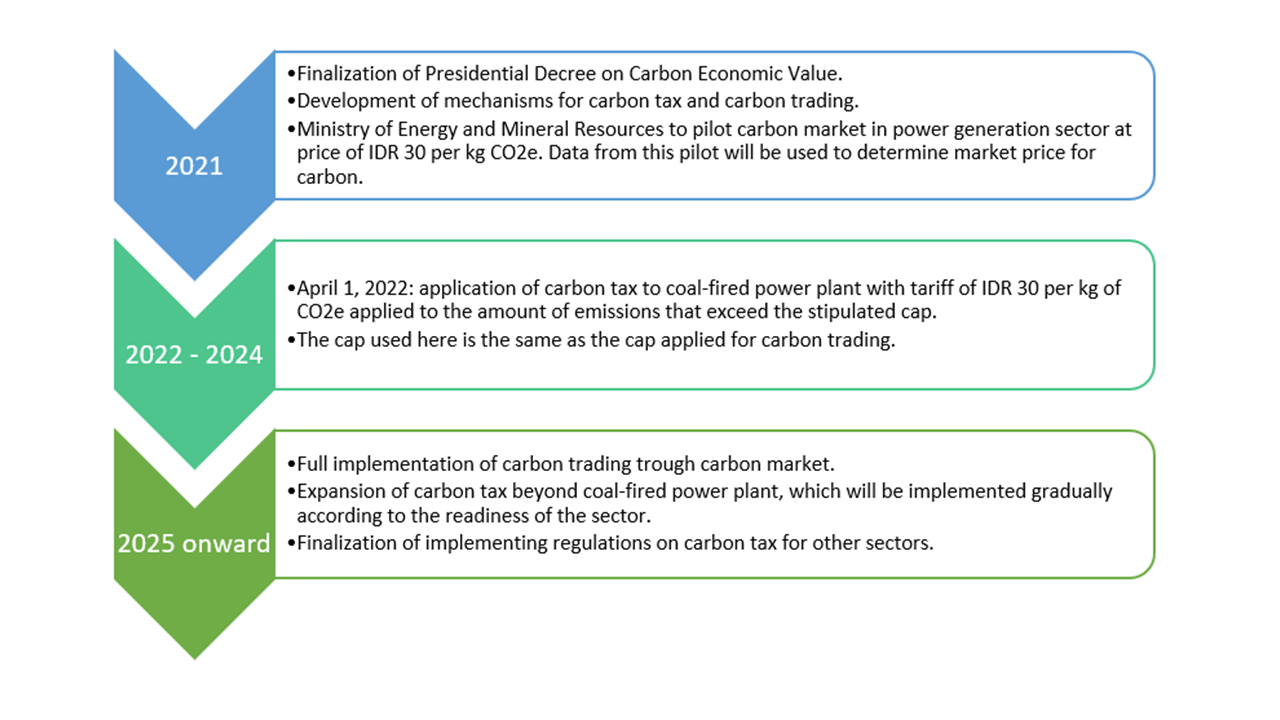 2021
•Finalization of Presidential Decree on Carbon Economic Value.
•Development of mechanisms for carbon tax and carbon trading.
•Ministry of Energy and Mineral Resources to pilot carbon market in power generation sector at
price of IDR 30 per kg CO2e. Data from this pilot will be used to determine market price for
carbon.
2022 - 2024
•April 1, 2022: application of carbon tax to coal-fired power plant with tariff of IDR 30 per kg of
CO2e applied to the amount of emissions that exceed the stipulated cap.
•The cap used here is the same as the cap applied for carbon trading.
2025 onward
•Full implementation of carbon trading trough carbon market.
•Expansion of carbon tax beyond coal-fired power plant, which will be implemented gradually
according to the readiness of the sector.
•Finalization of implementing regulations on carbon tax for other sectors.